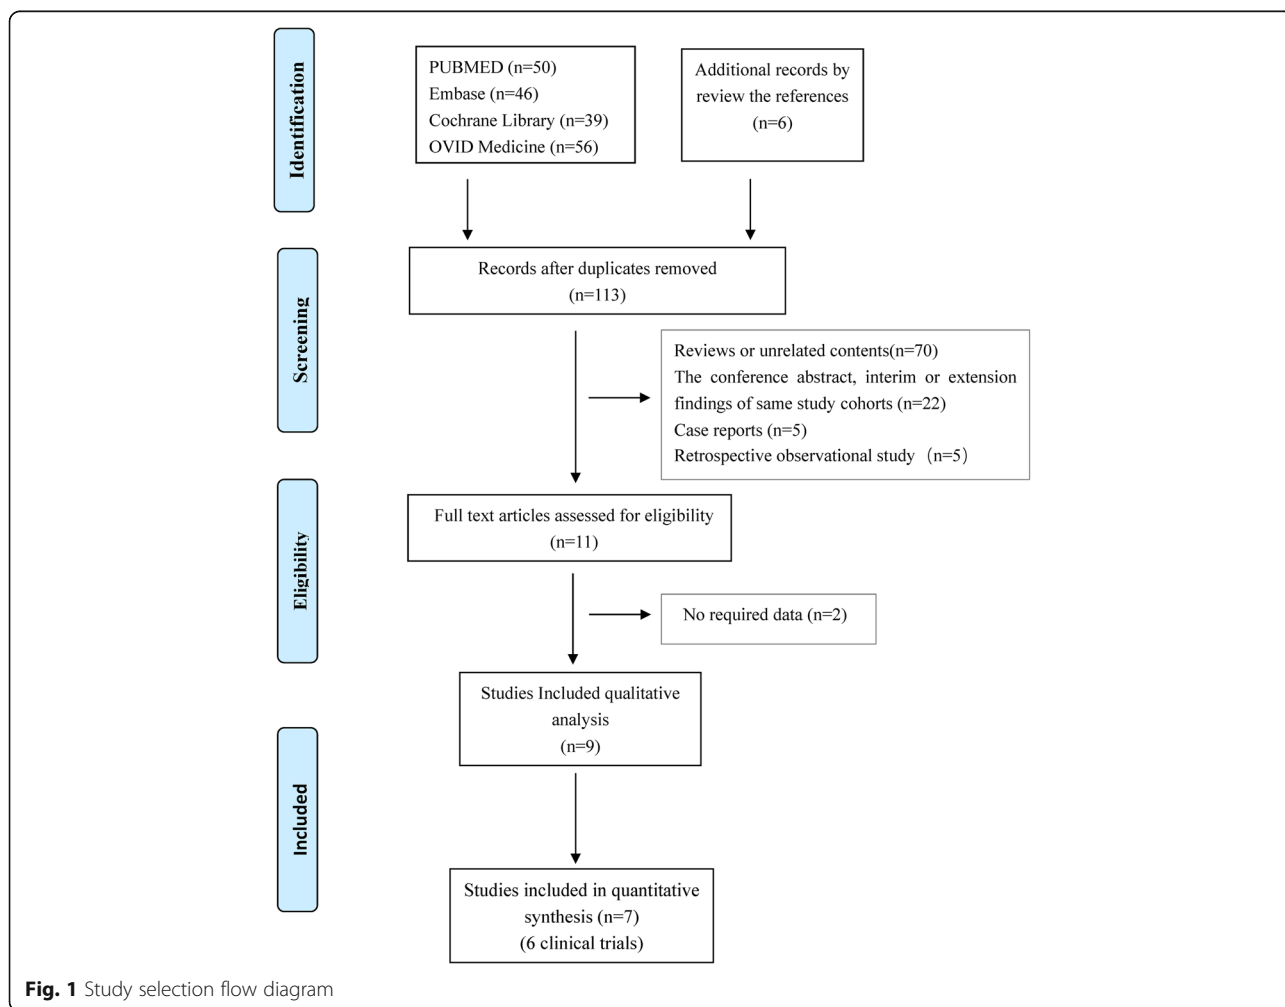 Identification
PUBMED (n=50)
Embase (n=46)
Cochrane Library (n=39)
OVID Medicine (n=56)
Additional records by
review the references
(n=6)
Screening
Records after duplicates removed
(n=113)
Reviews or unrelated contents(n=70)
The conference abstract, interim or extension
findings of same study cohorts (n=22)
Case reports (n=5)
Retrospective observational study（n=5）
Eligibility
Full text articles assessed for eligibility
(n=11)
No required data (n=2)
Studies Included qualitative
analysis
(n=9)
Included
Studies included in quantitative
synthesis (n=7)
(6 clinical trials)
Fig. 1 Study selection flow diagram